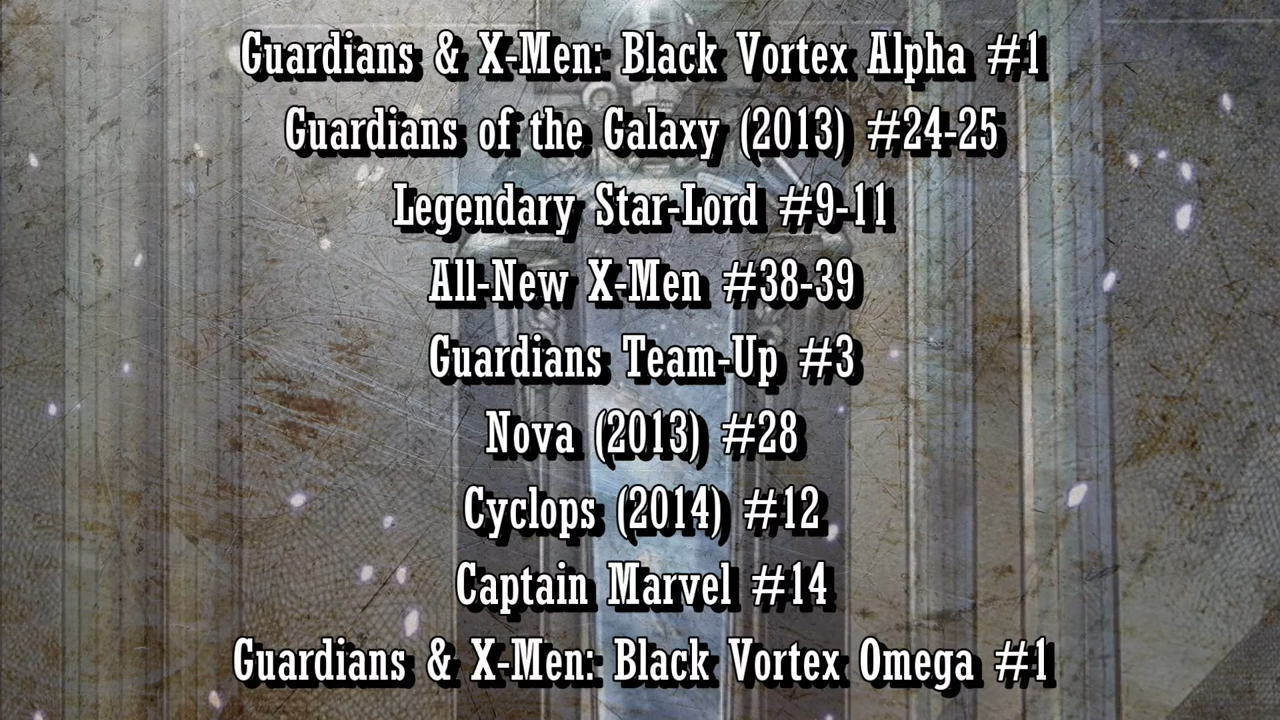 Guardians & X-Men: Black Vortex Alpha #1
Guardians of the Galaxy (2013) #24-25
Legendary Star-Lord #9-11
All-New X-Men #38-39
Guardians Team-Up #3
Nova (2013) #28
Cyclops (2014) #12
Captain Marvel #14
Guardians & X-Men: Black Vortex Omega #1